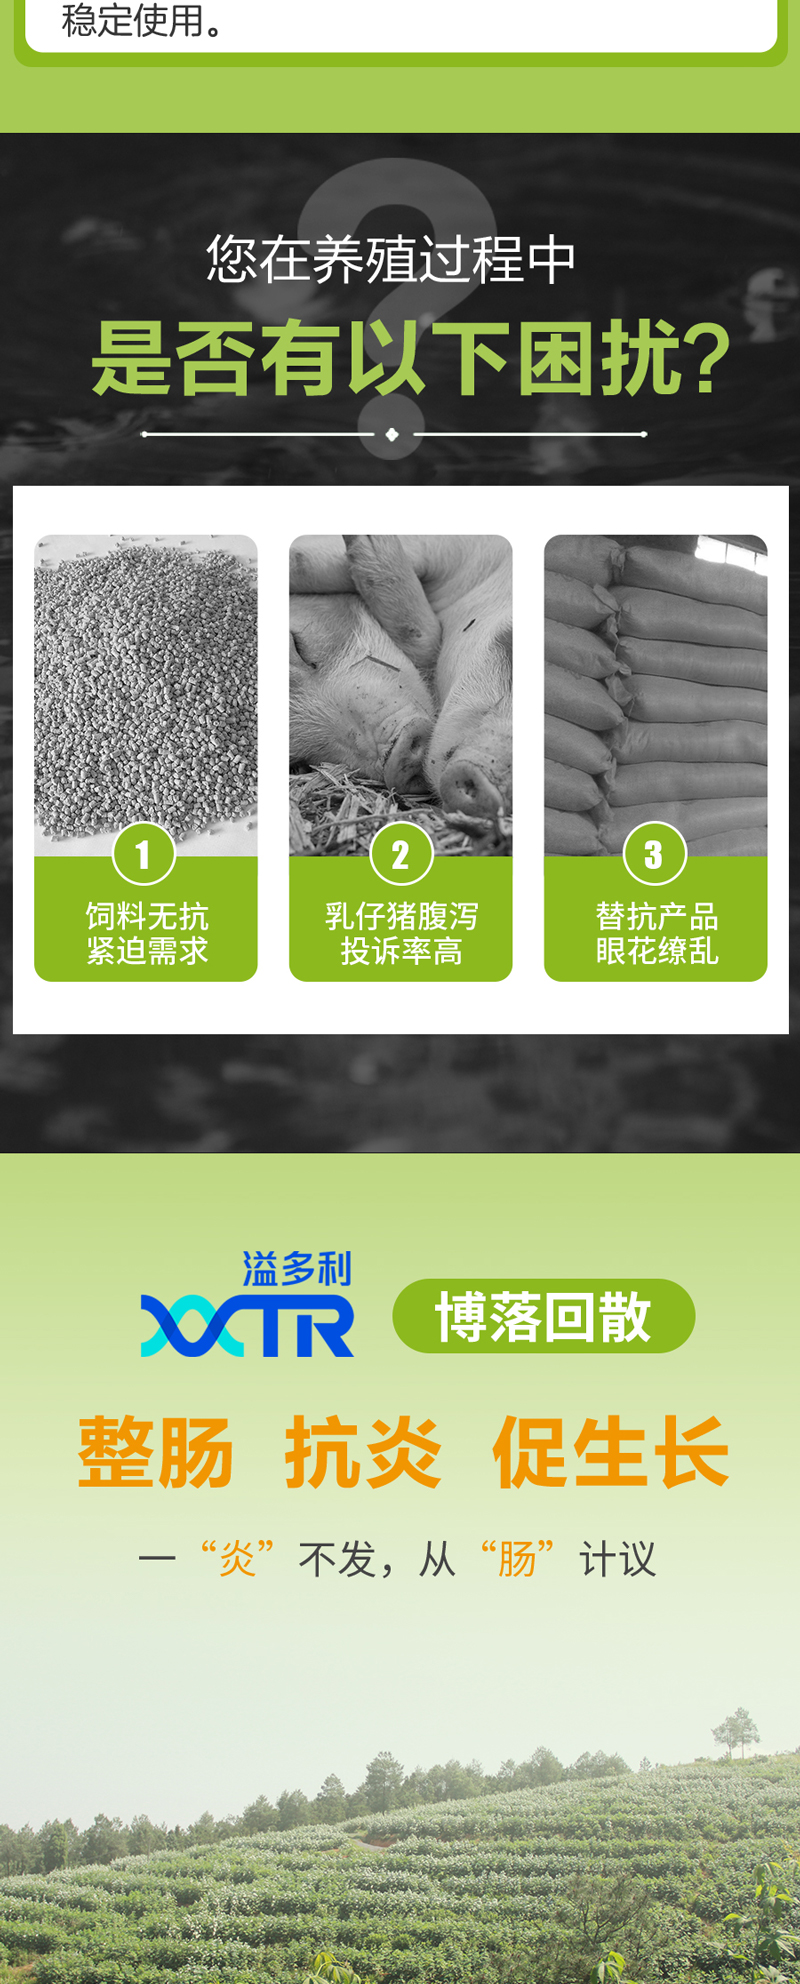 稳定使用。
您在养殖过程中
是否有以下困扰?
1
饲料无抗
紧迫需求
2
乳仔猪腹泻
投诉率高
3
替抗产品
眼花缭乱
溢多利
VTR
博落回散
整肠 抗炎 促生长
一“炎”不发，从“肠”计议